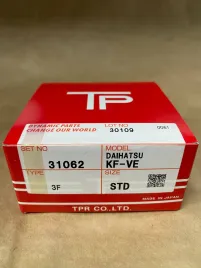 TP
DYNAMIC PARTS
CHANGE OUR WORLD
LOT NO
30109
0061
SET NO
31062
MODEL
DAIHATSU
KF-VE
TYPE
3F
SIZE
STD
MADE IN JAPAN
TPR CO.,LTD.